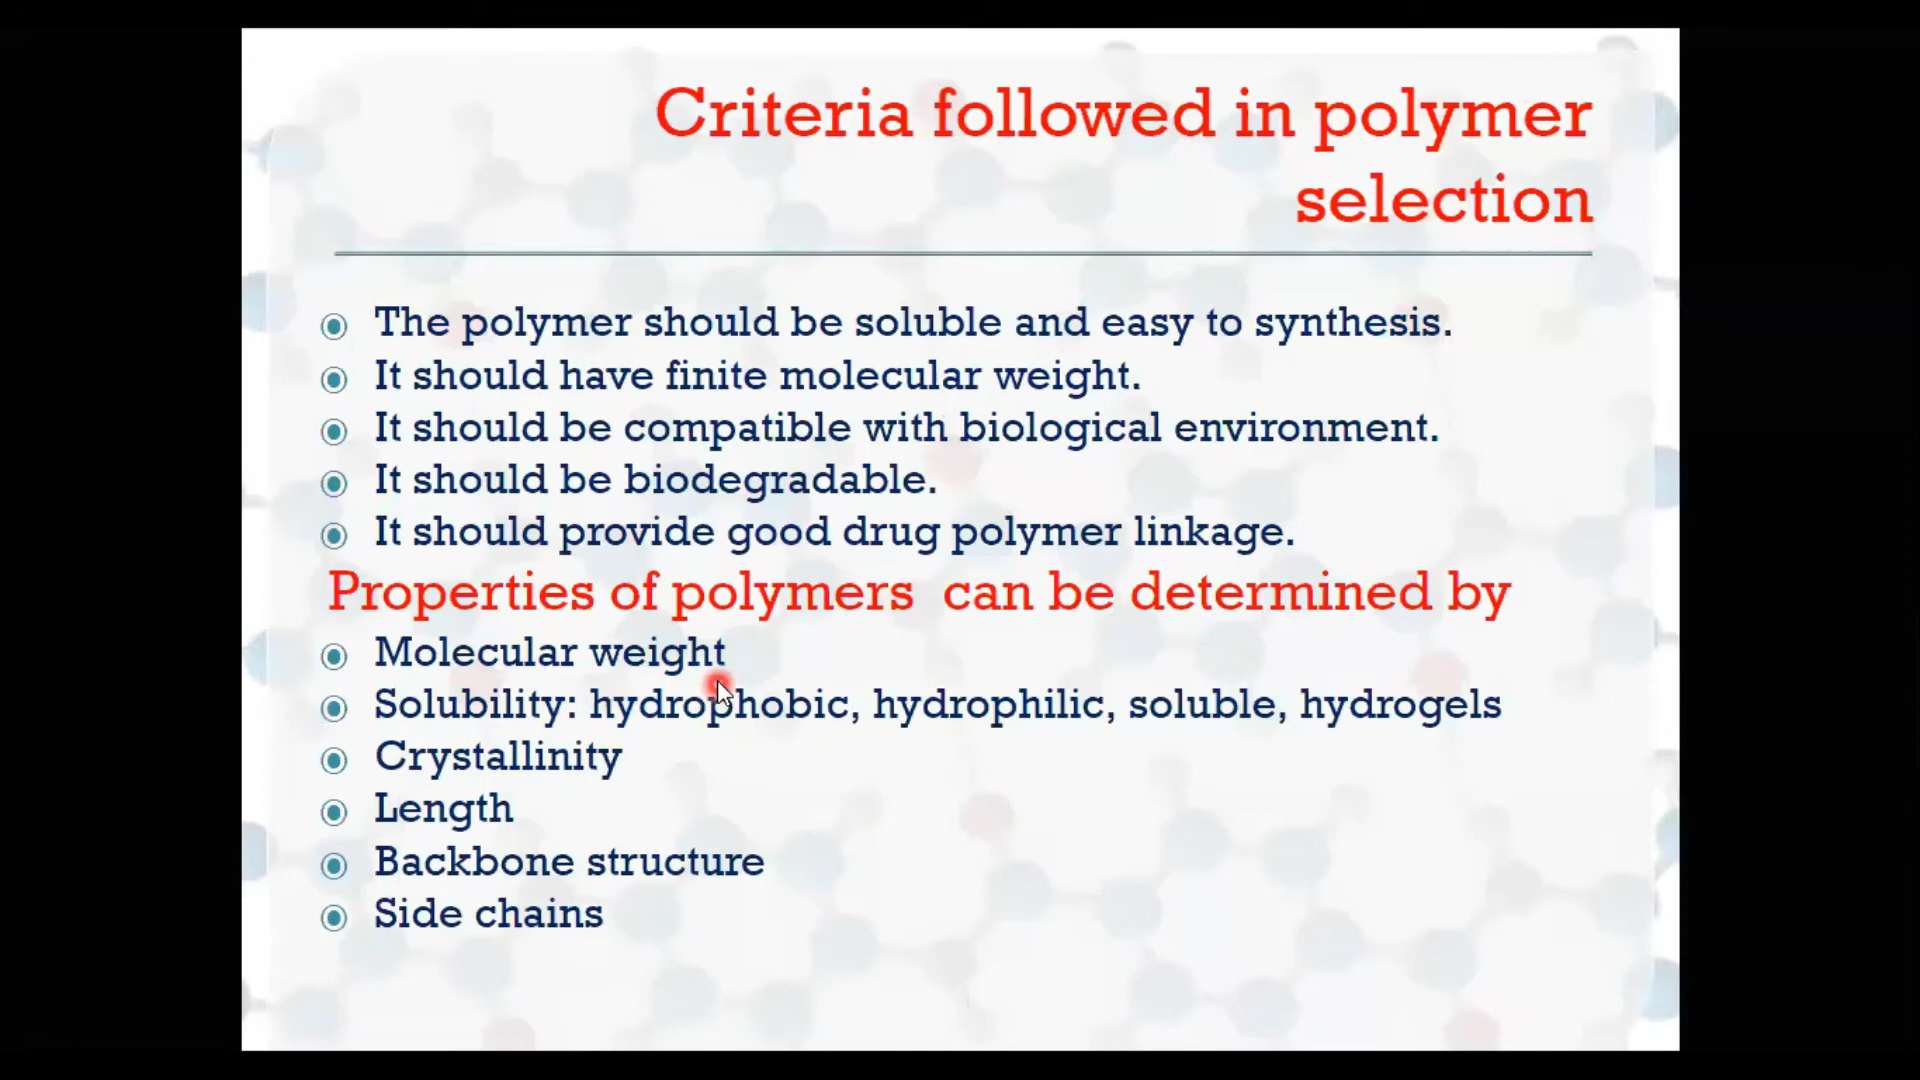 Criteria followed in polymer
selection
The polymer should be soluble and easy to synthesis.
It should have finite molecular weight.
It should be compatible with biological environment.
It should be biodegradable.
It should provide good drug polymer linkage.
Properties of polymers can be determined by
Molecular weight
Solubility: hydrophobic, hydrophilic, soluble, hydrogels
Crystallinity
Length
Backbone structure
Side chains